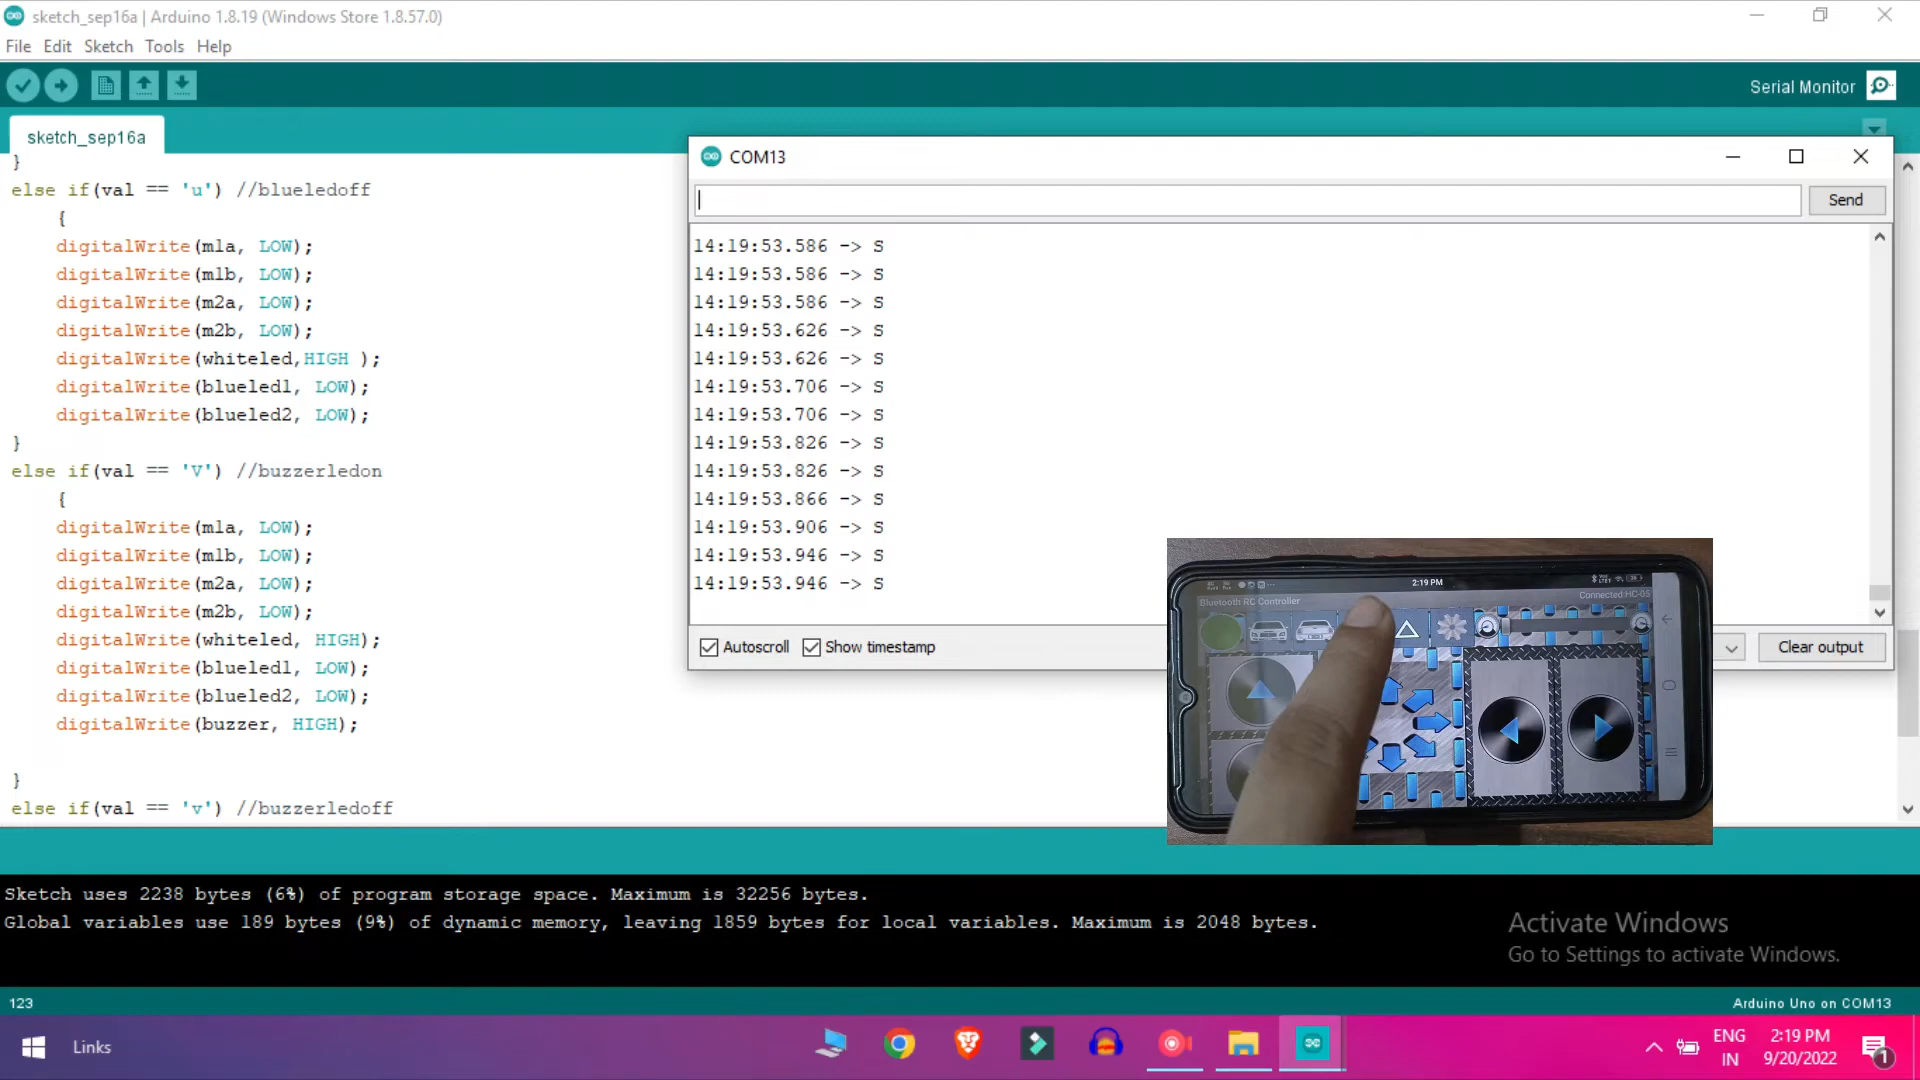 sketch_sep16a | Arduino 1.8.19 (Windows Store 1.8.57.0)
File Edit Sketch Tools Help
Serial Monitor
sketch_sep16a
}
else if(val == 'u') //blueledoff
{
digitalWrite(m1a, LOW);
digitalWrite(m1b, LOW);
digitalWrite(m2a, LOW);
digitalWrite(m2b, LOW);
digitalWrite(whiteled,HIGH );
digitalWrite(blueled1, LOW);
digitalWrite(blueled2, LOW);
}
else if(val == 'V') //buzzerledon
{
digitalWrite(m1a, LOW);
digitalWrite(m1b, LOW);
digitalWrite(m2a, LOW);
digitalWrite(m2b, LOW);
digitalWrite(whiteled, HIGH);
digitalWrite(blueled1, LOW);
digitalWrite(blueled2, LOW);
digitalWrite(buzzer, HIGH);
}
else if(val == 'v') //buzzerledoff
COM13
Send
14:19:53.586 -> S
14:19:53.586 -> S
14:19:53.586 -> S
14:19:53.626 -> S
14:19:53.626 -> S
14:19:53.706 -> S
14:19:53.706 -> S
14:19:53.826 -> S
14:19:53.826 -> S
14:19:53.866 -> S
14:19:53.906 -> S
14:19:53.946 -> S
14:19:53.946 -> S
Autoscroll Show timestamp
Clear output
2:19 PM
Bluetooth RC Controller
Connected:HC-05
Sketch uses 2238 bytes (6%) of program storage space. Maximum is 32256 bytes.
Global variables use 189 bytes (9%) of dynamic memory, leaving 1859 bytes for local variables. Maximum is 2048 bytes.
Activate Windows
Go to Settings to activate Windows.
123
Arduino Uno on COM13
Links
ENG
IN
2:19 PM
9/20/2022
1